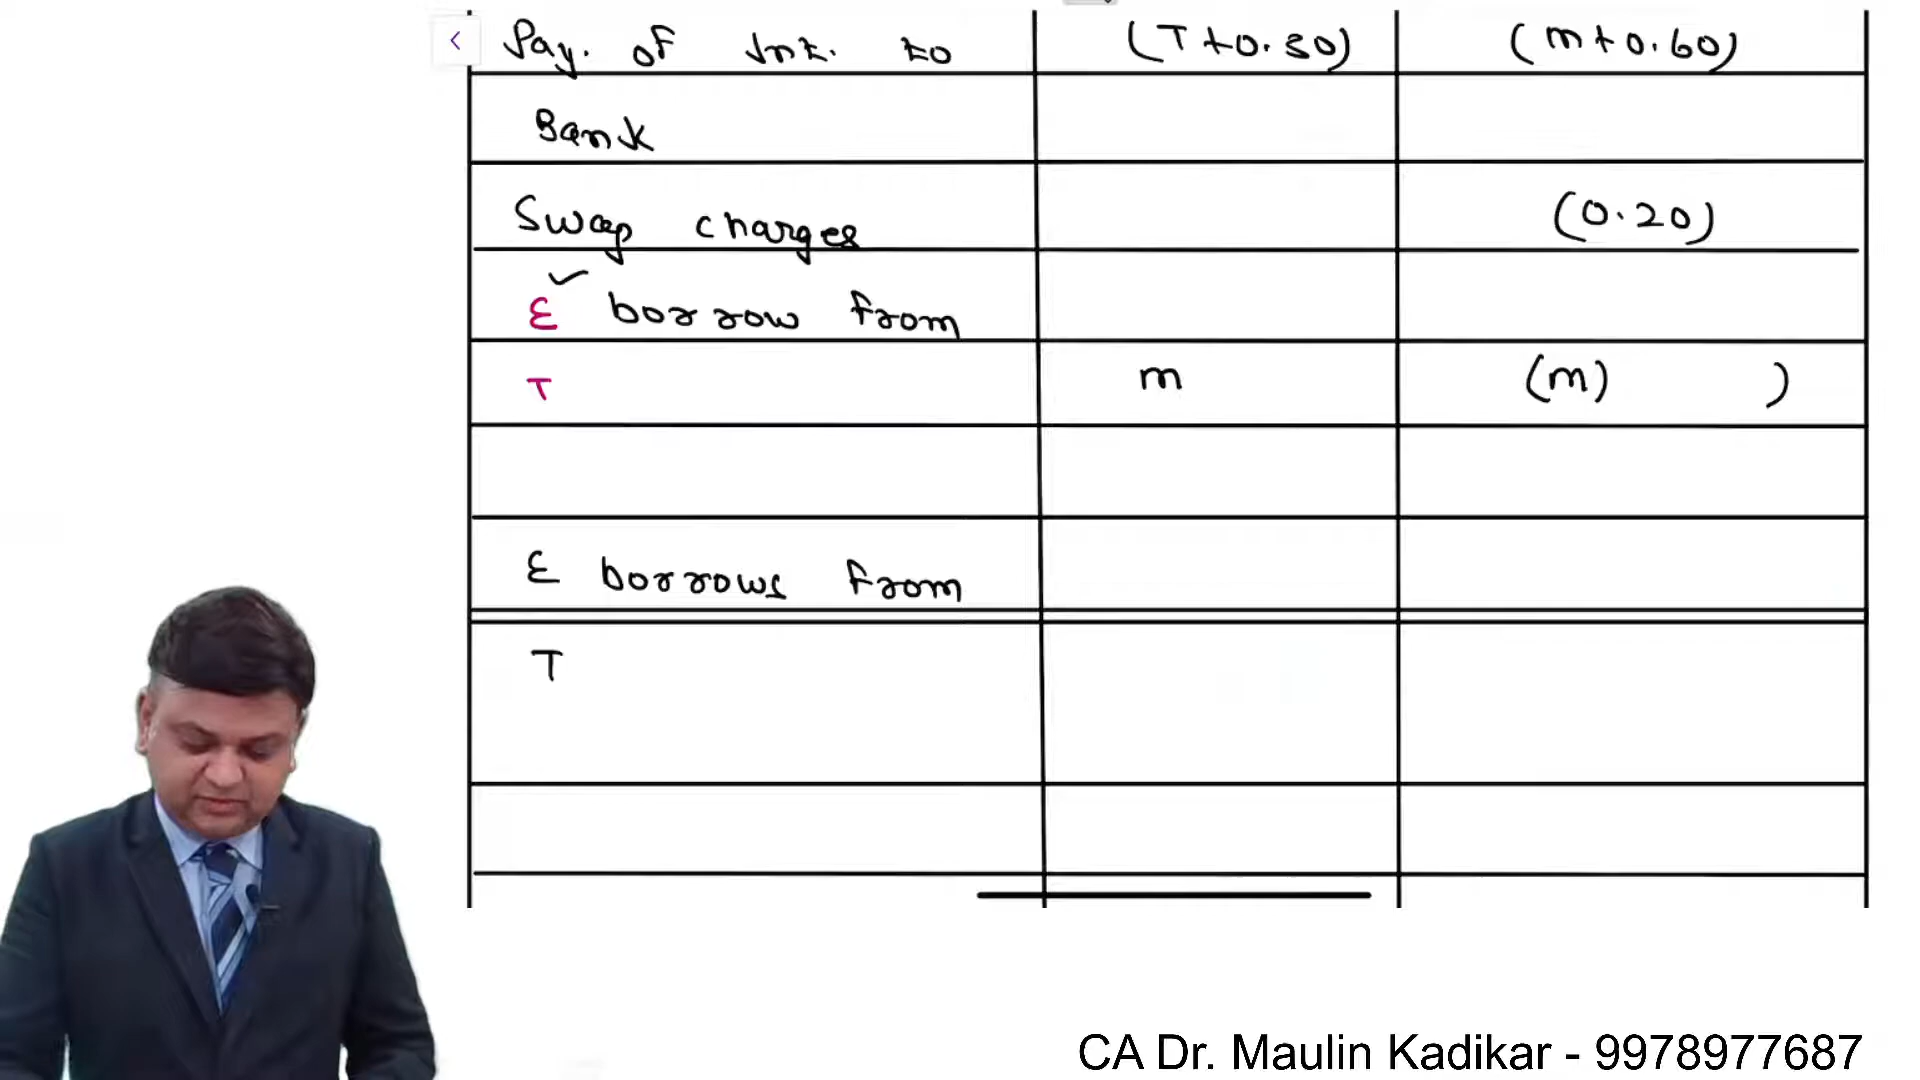 Pay. of Int. to (T+0.30) (m+0.60)
Bank
Swap charges (0.20)
E borrow from
T m (m) )
E borrows from
T
CA Dr. Maulin Kadikar - 9978977687